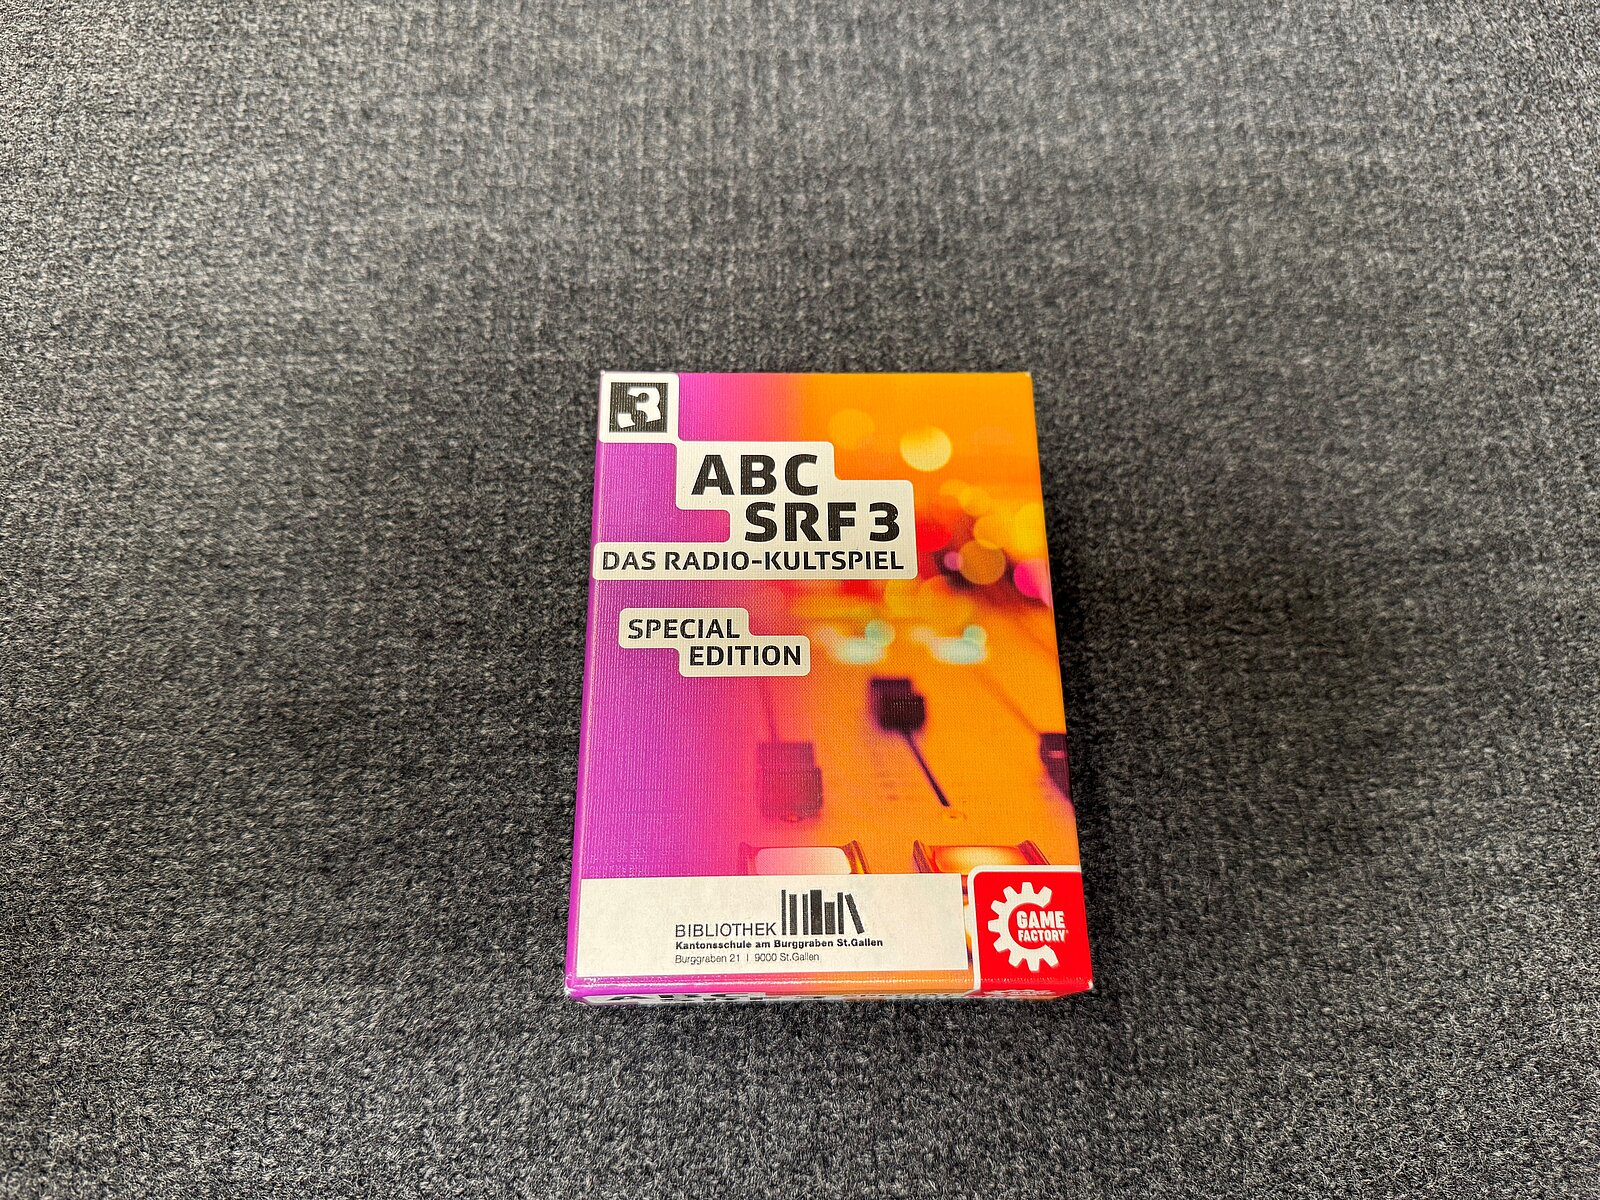 3
ABC
SRF 3
DAS RADIO-KULTSPIEL
SPECIAL
EDITION
BIBLIOTHEK
Kantonsschule am Burggraben St.Gallen
Burggraben 21 | 9000 St.Gallen
GAME
FACTORY